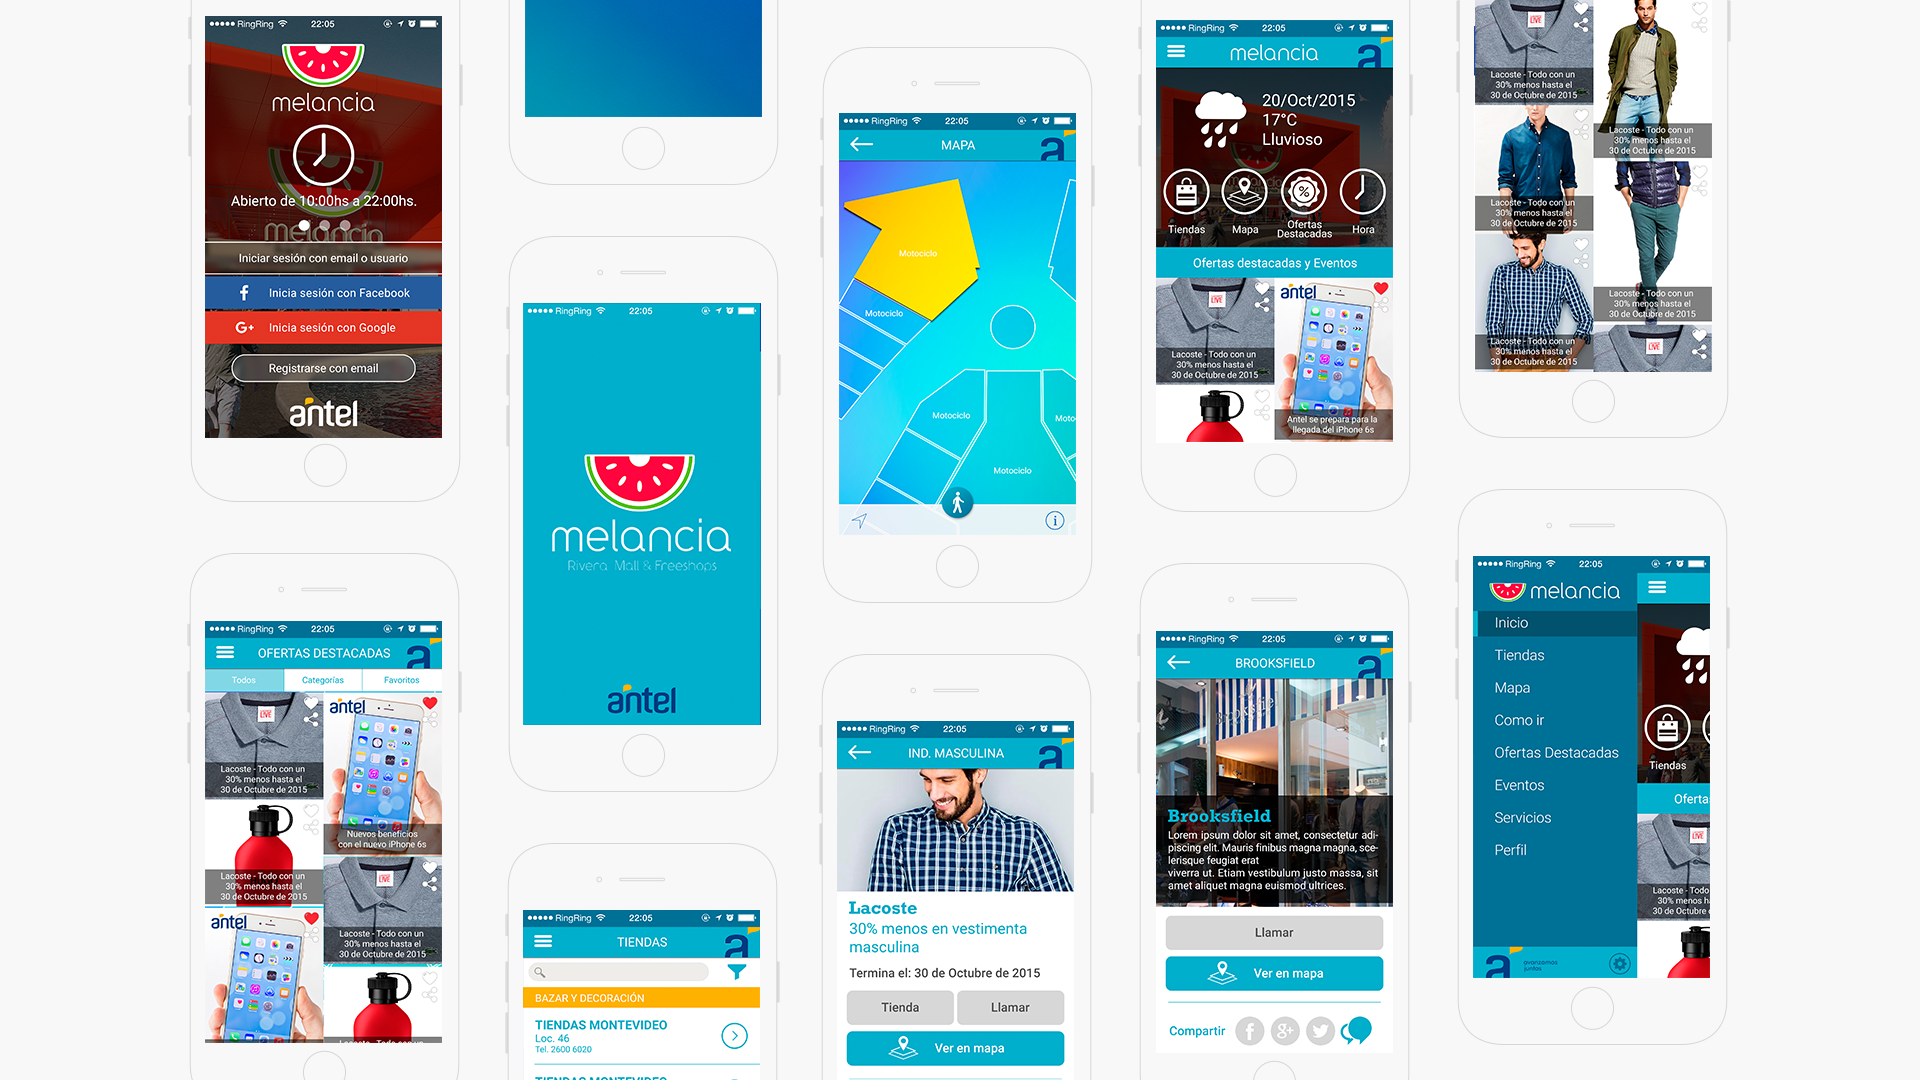 RingRing
22:05
melancia
Abierto de 10:00hs a 22:00hs.
melancia
Iniciar sesión con email o usuario
Inicia sesión con Facebook
Inicia sesión con Google
Registrarse con email
antel
RingRing
22:05
OFERTAS DESTACADAS
a
Todos
Categorías
Favoritos
LIVE
Lacoste - Todo con un
30% menos hasta el
30 de Octubre de 2015
antel
Nuevos beneficios
con el nuevo iPhone 6s
Lacoste - Todo con un
30% menos hasta el
30 de Octubre de 2015
LIVE
Lacoste - Todo con un
30% menos hasta el
30 de Octubre de 2015
antel
RingRing
22:05
melancia
Rivera Mall & Freeshops
antel
RingRing
22:05
TIENDAS
a
BAZAR Y DECORACIÓN
TIENDAS MONTEVIDEO
Loc. 46
Tel. 2600 6020
TIENDAS MONTEVIDEO
RingRing
22:05
MAPA
a
Motociclo
Motociclo
Motociclo
Motoc
Motociclo
i
RingRing
22:05
IND. MASCULINA
a
Lacoste
30% menos en vestimenta
masculina
Termina el: 30 de Octubre de 2015
Tienda
Llamar
Ver en mapa
RingRing
22:05
melancia
a
20/Oct/2015
17°C
Lluvioso
Tiendas
Mapa
Ofertas
Destacadas
Hora
Ofertas destacadas y Eventos
LIVE
Lacoste - Todo con un
30% menos hasta el
30 de Octubre de 2015
antel
Antel se prepara para la
llegada del iPhone 6s
RingRing
22:05
BROOKSFIELD
a
Brooksfie
Brooksfield
Lorem ipsum dolor sit amet, consectetur adi-
piscing elit. Mauris finibus magna magna, sce-
lerisque feugiat erat
viverra ut. Etiam vestibulum justo massa, sit
amet aliquet magna euismod ultrices.
Llamar
Ver en mapa
Compartir
LIVE
Lacoste - Todo con un
30% menos hasta el
30 de Octubre de 2015
Lacoste - Todo con un
30% menos hasta el
30 de Octubre de 2015
Lacoste - Todo con un
30% menos hasta el
30 de Octubre de 2015
Lacoste - Todo con un
30% menos hasta el
30 de Octubre de 2015
Lacoste - Todo con un
30% menos hasta el
30 de Octubre de 2015
LIVE
RingRing
22:05
melancia
Inicio
Tiendas
Mapa
Como ir
Ofertas Destacadas
Eventos
Servicios
Perfil
a
avanzamos
juntos
Tiendas
Oferta
LIVE
Lacoste - Todo
30% menos h
30 de Octubre